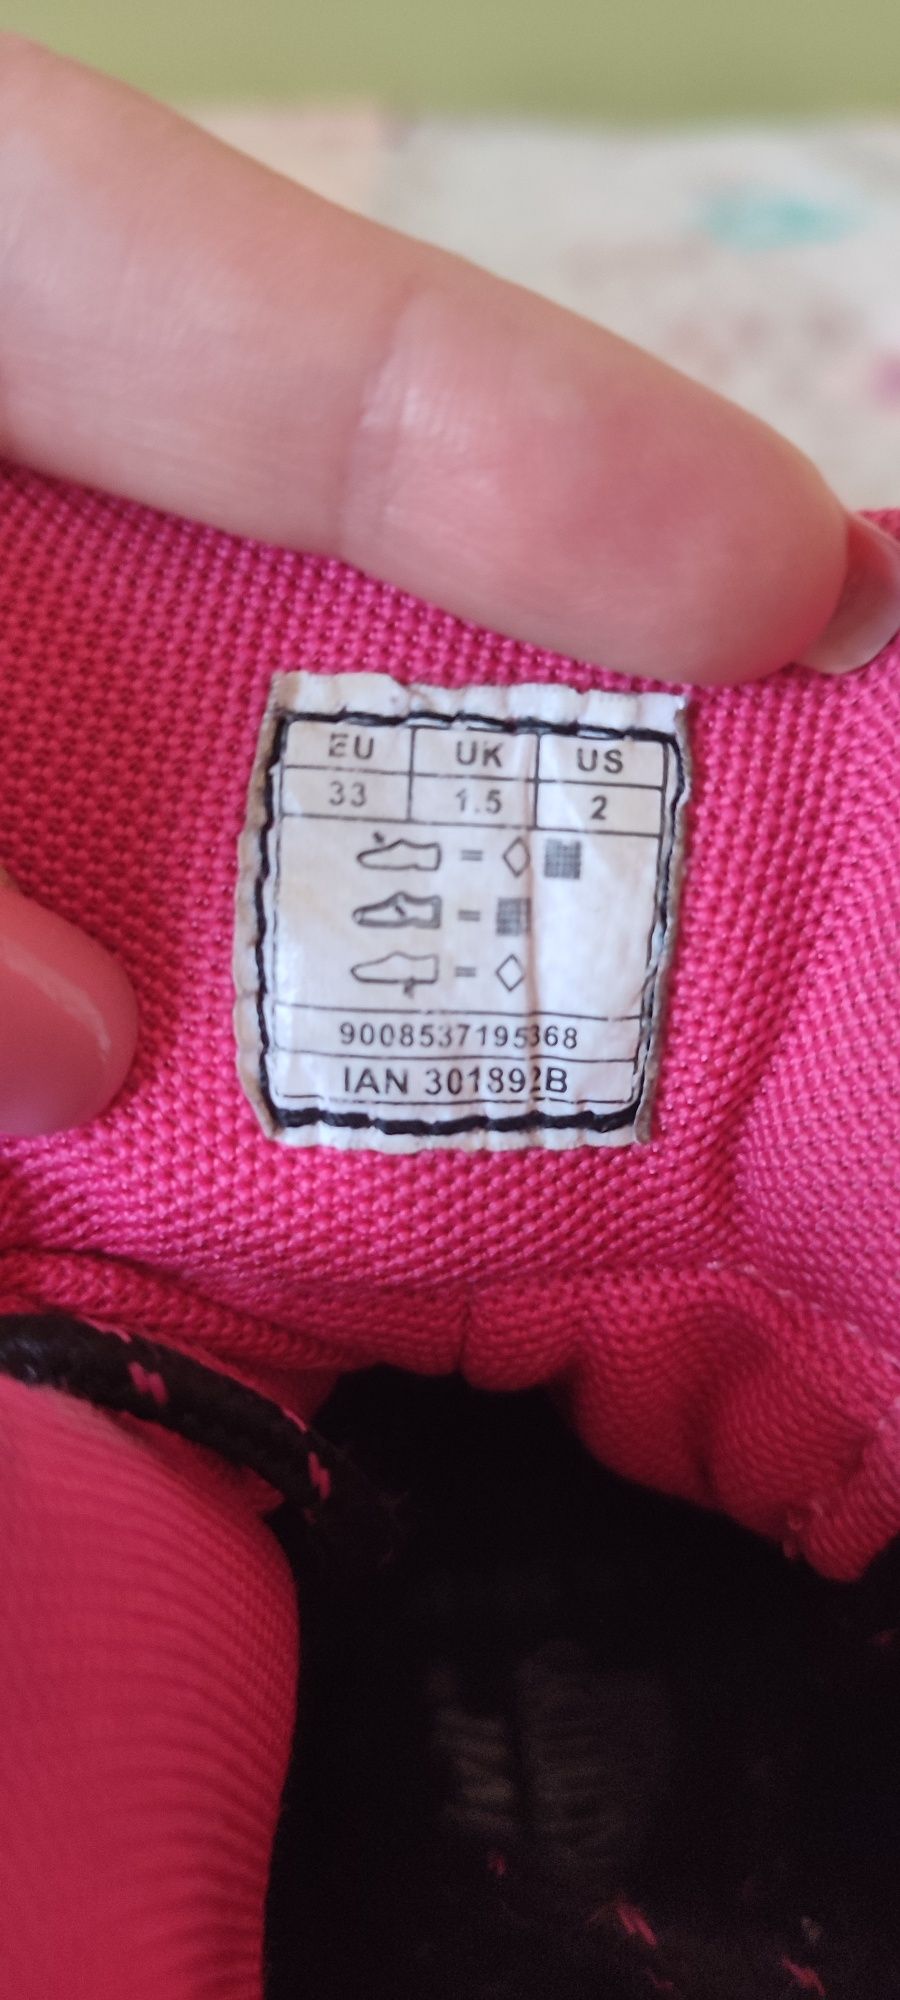 EU UK US
33 1.5 2
= ◇
=
= ◇
9008537195368
IAN 301892B